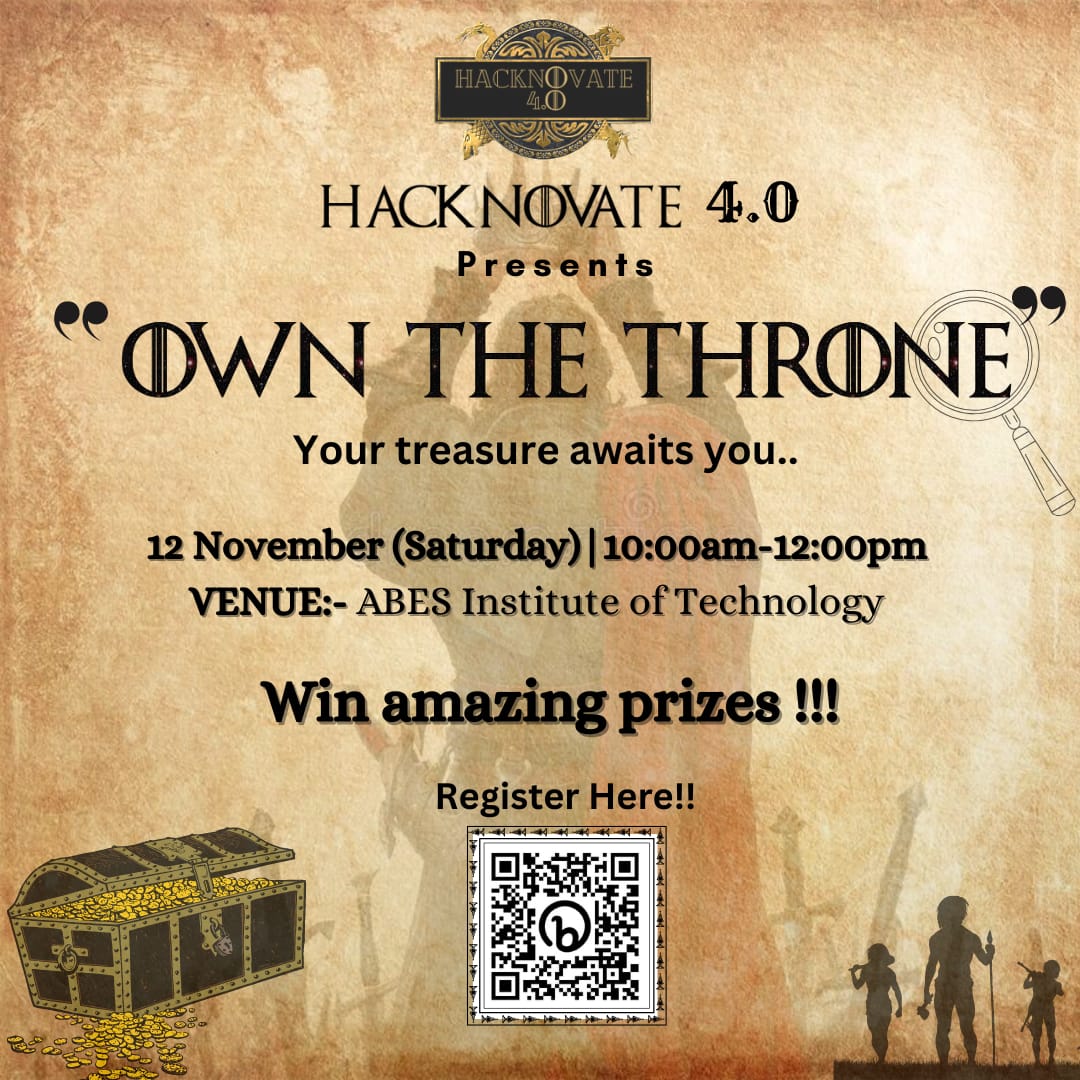 HACKNOVATE
4.0
HACKNOVATE 4.0
Presents
"OWN THE THRONE"
Your treasure awaits you..
12 November (Saturday)|10:00am-12:00pm
VENUE:- ABES Institute of Technology
Win amazing prizes !!!
Register Here!!
b